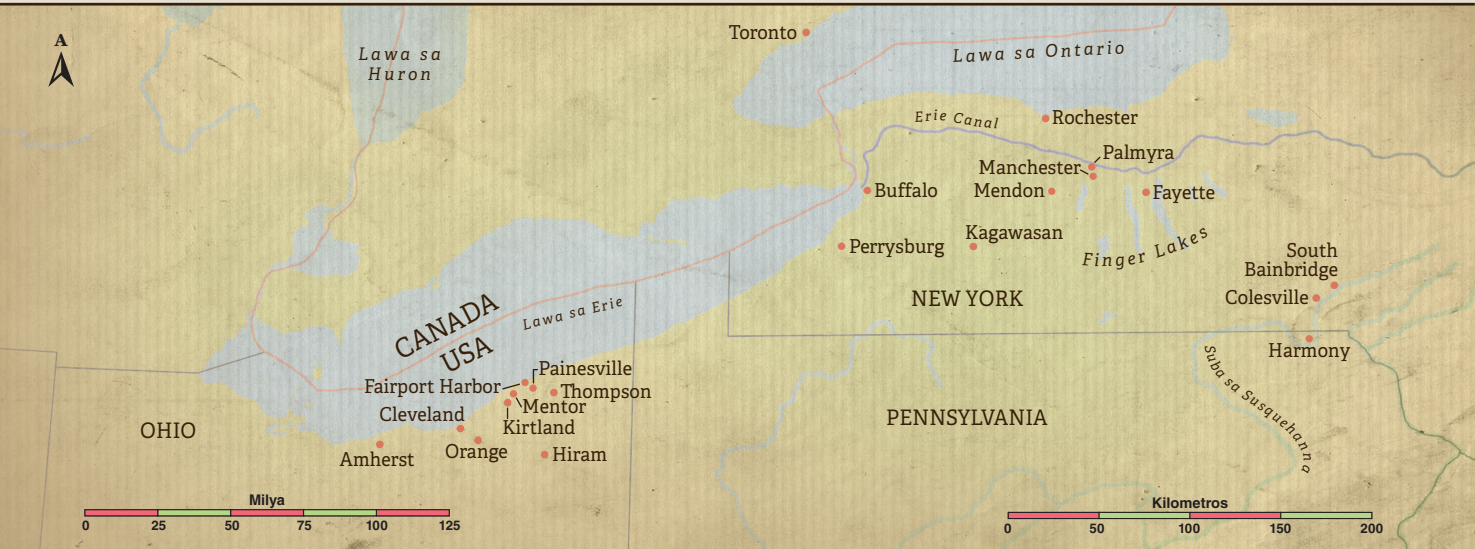 A
Lawa sa
Huron
Toronto
Lawa sa Ontario
Erie Canal
Rochester
Palmyra
Manchester
Mendon
Buffalo
Fayette
Perrysburg
Kagawasan
Finger Lakes
South
Bainbridge
Colesville
NEW YORK
Harmony
CANADA
USA
Lawa sa Erie
Painesville
Fairport Harbor
Thompson
Mentor
Cleveland
Kirtland
OHIO
Orange
Amherst
Hiram
PENNSYLVANIA
Suba sa Susquehanna
Milya
0 25 50 75 100 125
Kilometros
0 50 100 150 200